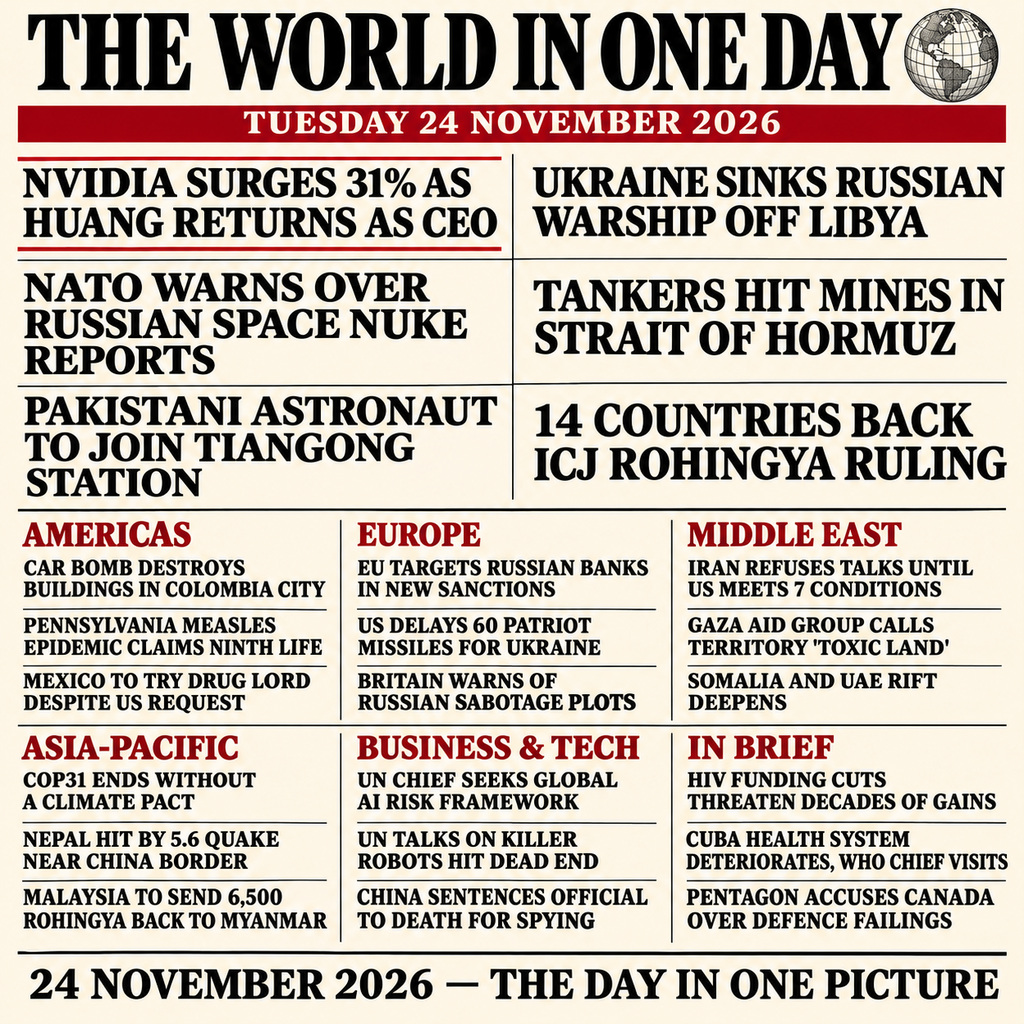 THE WORLD IN ONE DAY
TUESDAY 24 NOVEMBER 2026
NVIDIA SURGES 31% AS
HUANG RETURNS AS CEO
UKRAINE SINKS RUSSIAN
WARSHIP OFF LIBYA
NATO WARNS OVER
RUSSIAN SPACE NUKE
REPORTS
TANKERS HIT MINES IN
STRAIT OF HORMUZ
PAKISTANI ASTRONAUT
TO JOIN TIANGONG
STATION
14 COUNTRIES BACK
ICJ ROHINGYA RULING
AMERICAS
CAR BOMB DESTROYS
BUILDINGS IN COLOMBIA CITY
PENNSYLVANIA MEASLES
EPIDEMIC CLAIMS NINTH LIFE
MEXICO TO TRY DRUG LORD
DESPITE US REQUEST
EUROPE
EU TARGETS RUSSIAN BANKS
IN NEW SANCTIONS
US DELAYS 60 PATRIOT
MISSILES FOR UKRAINE
BRITAIN WARNS OF
RUSSIAN SABOTAGE PLOTS
MIDDLE EAST
IRAN REFUSES TALKS UNTIL
US MEETS 7 CONDITIONS
GAZA AID GROUP CALLS
TERRITORY 'TOXIC LAND'
SOMALIA AND UAE RIFT
DEEPENS
ASIA-PACIFIC
COP31 ENDS WITHOUT
A CLIMATE PACT
NEPAL HIT BY 5.6 QUAKE
NEAR CHINA BORDER
MALAYSIA TO SEND 6,500
ROHINGYA BACK TO MYANMAR
BUSINESS & TECH
UN CHIEF SEEKS GLOBAL
AI RISK FRAMEWORK
UN TALKS ON KILLER
ROBOTS HIT DEAD END
CHINA SENTENCES OFFICIAL
TO DEATH FOR SPYING
IN BRIEF
HIV FUNDING CUTS
THREATEN DECADES OF GAINS
CUBA HEALTH SYSTEM
DETERIORATES, WHO CHIEF VISITS
PENTAGON ACCUSES CANADA
OVER DEFENCE FAILINGS
24 NOVEMBER 2026 — THE DAY IN ONE PICTURE